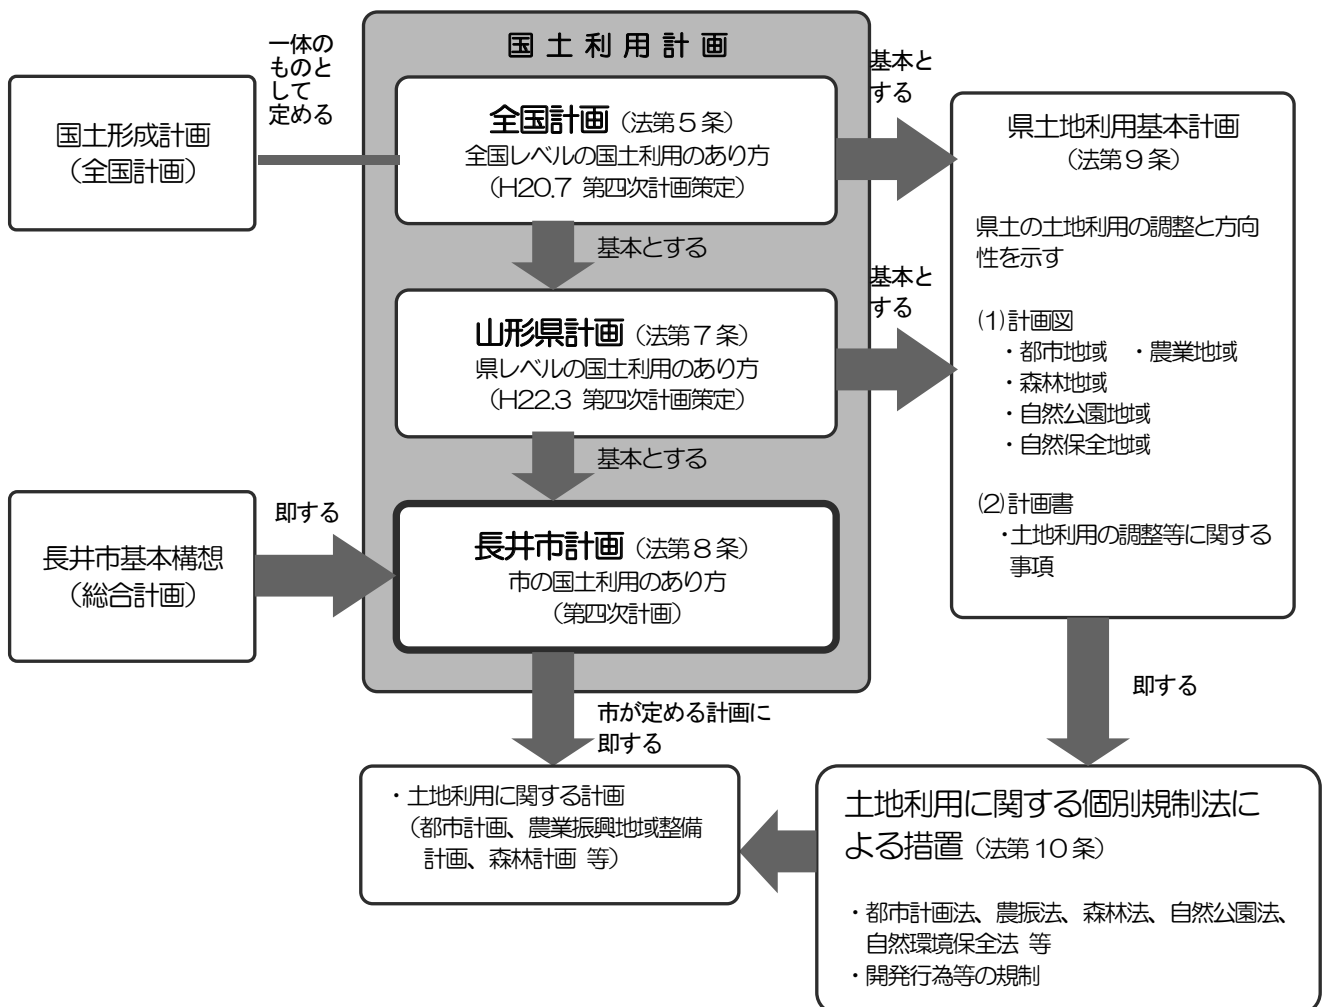 国土利用計画
一体の
ものと
して
定める
国土形成計画
（全国計画）
全国計画（法第５条）
全国レベルの国土利用のあり方
（H20.7 第四次計画策定）
基本とする
山形県計画（法第７条）
県レベルの国土利用のあり方
（H22.3 第四次計画策定）
基本とする
長井市基本構想
（総合計画）
即する
長井市計画（法第８条）
市の国土利用のあり方
（第四次計画）
基本と
する
基本と
する
県土地利用基本計画
（法第９条）
県土の土地利用の調整と方向
性を示す
(1)計画図
・都市地域　・農業地域
・森林地域
・自然公園地域
・自然保全地域
(2)計画書
・土地利用の調整等に関する
事項
即する
市が定める計画に
即する
・土地利用に関する計画
（都市計画、農業振興地域整備
計画、森林計画 等）
土地利用に関する個別規制法に
よる措置（法第10条）
・都市計画法、農振法、森林法、自然公園法、
自然環境保全法 等
・開発行為等の規制